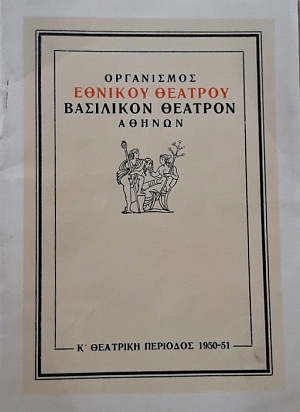 ΟΡΓΑΝΙΣΜΟΣ
ΕΘΝΙΚΟΥ ΘΕΑΤΡΟΥ
ΒΑΣΙΛΙΚΟΝ ΘΕΑΤΡΟΝ
ΑΘΗΝΩΝ
Κ´ ΘΕΑΤΡΙΚΗ ΠΕΡΙΟΔΟΣ 1950-51